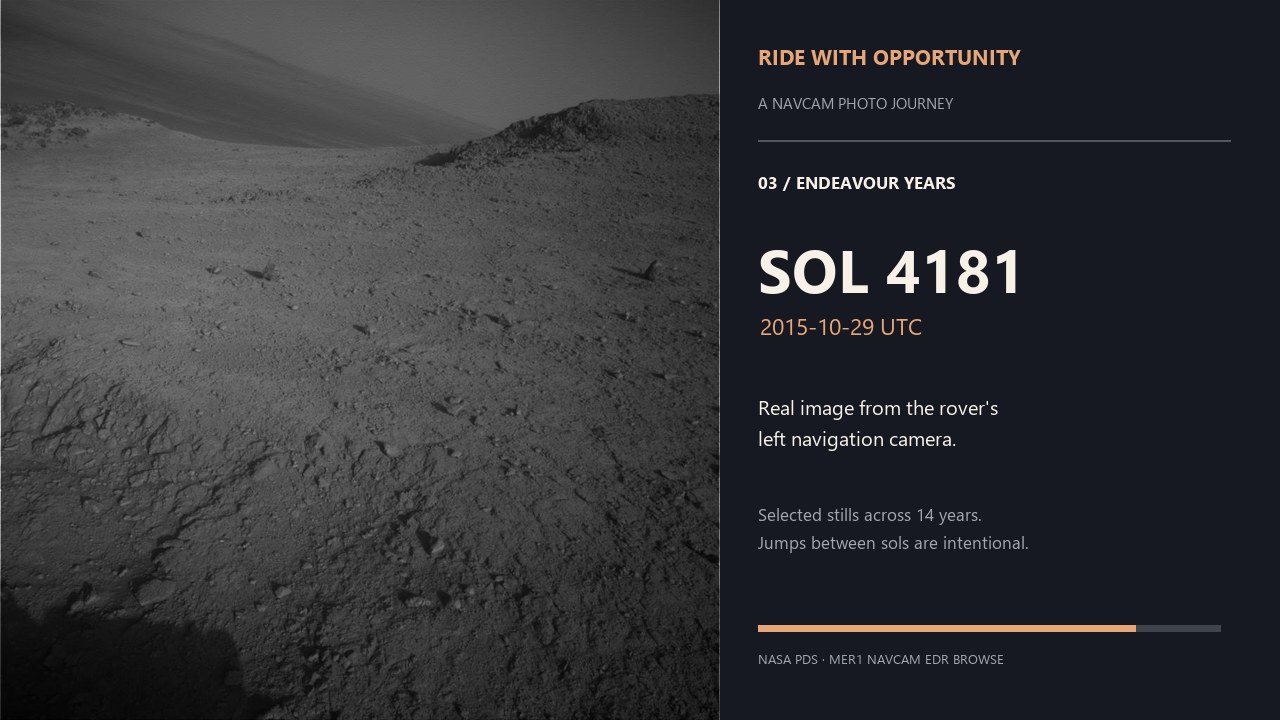 RIDE WITH OPPORTUNITY
A NAVCAM PHOTO JOURNEY
03 / ENDEAVOUR YEARS
SOL 4181
2015-10-29 UTC
Real image from the rover's
left navigation camera.
Selected stills across 14 years.
Jumps between sols are intentional.
NASA PDS · MER1 NAVCAM EDR BROWSE